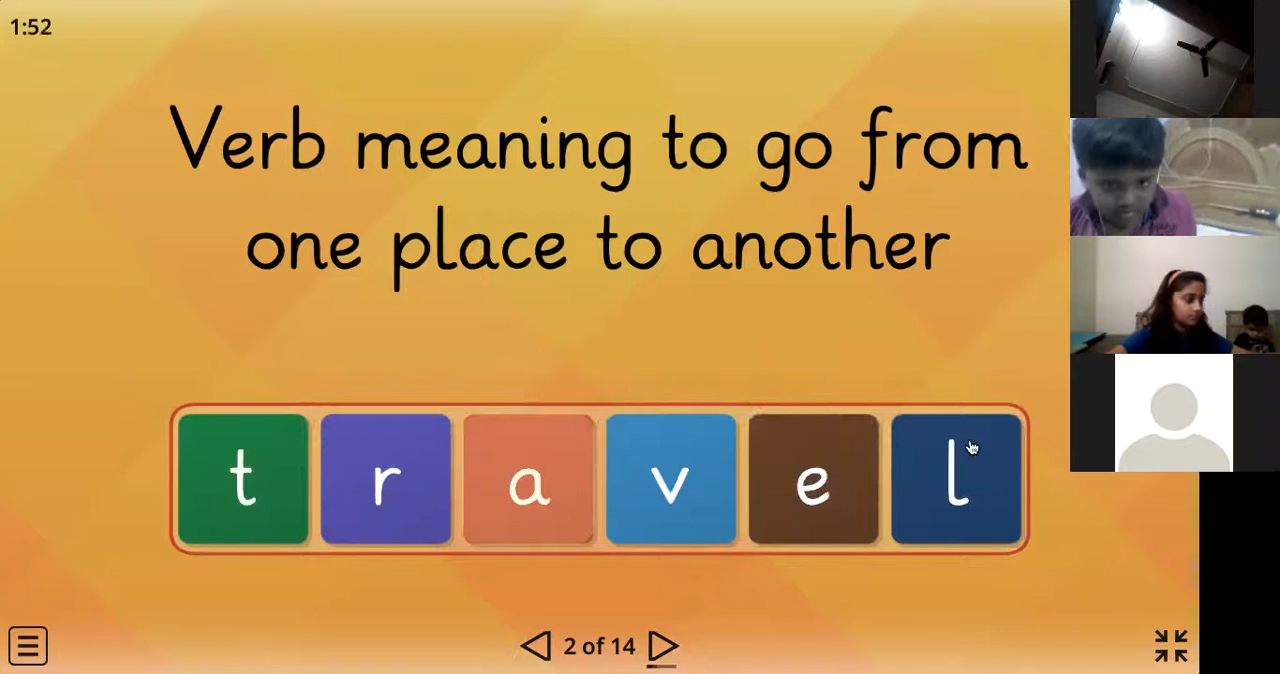 1:52
Verb meaning to go from
one place to another
t r a v e l
2 of 14